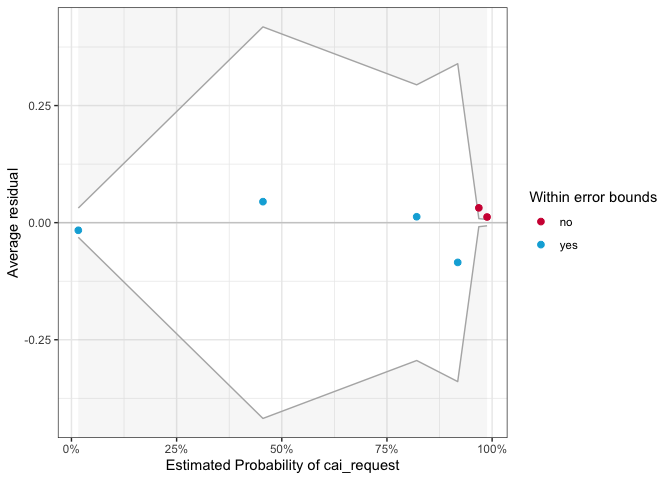 0.25
0.00
-0.25
Average residual
0%
25%
50%
75%
100%
Estimated Probability of cai_request
Within error bounds
no
yes